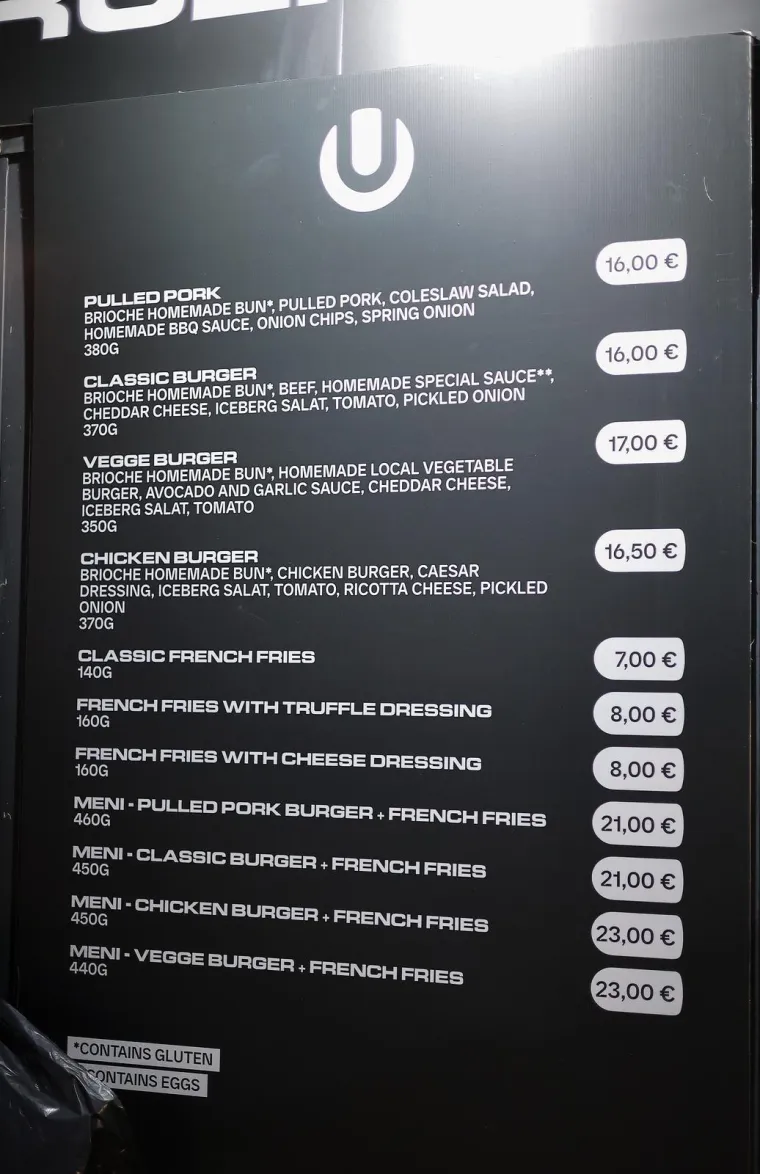 PULLED PORK
16,00 €
BRIOCHE HOMEMADE BUN*, PULLED PORK, COLESLAW SALAD,
HOMEMADE BBQ SAUCE, ONION CHIPS, SPRING ONION
380G
CLASSIC BURGER
16,00 €
BRIOCHE HOMEMADE BUN*, BEEF, HOMEMADE SPECIAL SAUCE**,
CHEDDAR CHEESE, ICEBERG SALAT, TOMATO, PICKLED ONION
370G
VEGGE BURGER
17,00 €
BRIOCHE HOMEMADE BUN*, HOMEMADE LOCAL VEGETABLE
BURGER, AVOCADO AND GARLIC SAUCE, CHEDDAR CHEESE,
ICEBERG SALAT, TOMATO
350G
CHICKEN BURGER
16,50 €
BRIOCHE HOMEMADE BUN*, CHICKEN BURGER, CAESAR
DRESSING, ICEBERG SALAT, TOMATO, RICOTTA CHEESE, PICKLED
ONION
370G
CLASSIC FRENCH FRIES
7,00 €
140G
FRENCH FRIES WITH TRUFFLE DRESSING
8,00 €
160G
FRENCH FRIES WITH CHEESE DRESSING
8,00 €
160G
MENI - PULLED PORK BURGER + FRENCH FRIES
21,00 €
460G
MENI - CLASSIC BURGER + FRENCH FRIES
21,00 €
450G
MENI - CHICKEN BURGER + FRENCH FRIES
23,00 €
450G
MENI - VEGGE BURGER + FRENCH FRIES
23,00 €
440G
*CONTAINS GLUTEN
CONTAINS EGGS